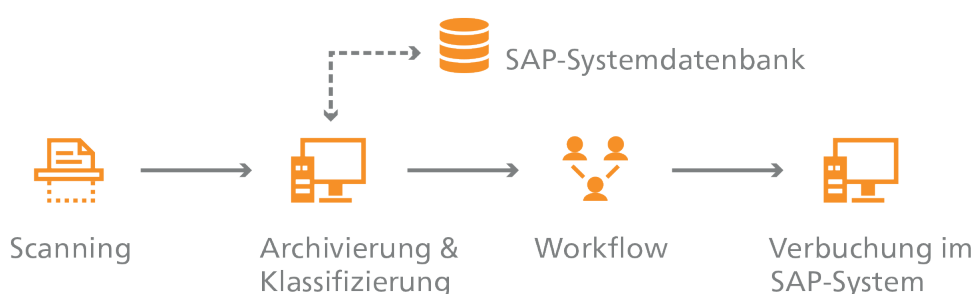 SAP-Systemdatenbank
Scanning
Archivierung &
Klassifizierung
Workflow
Verbuchung im
SAP-System